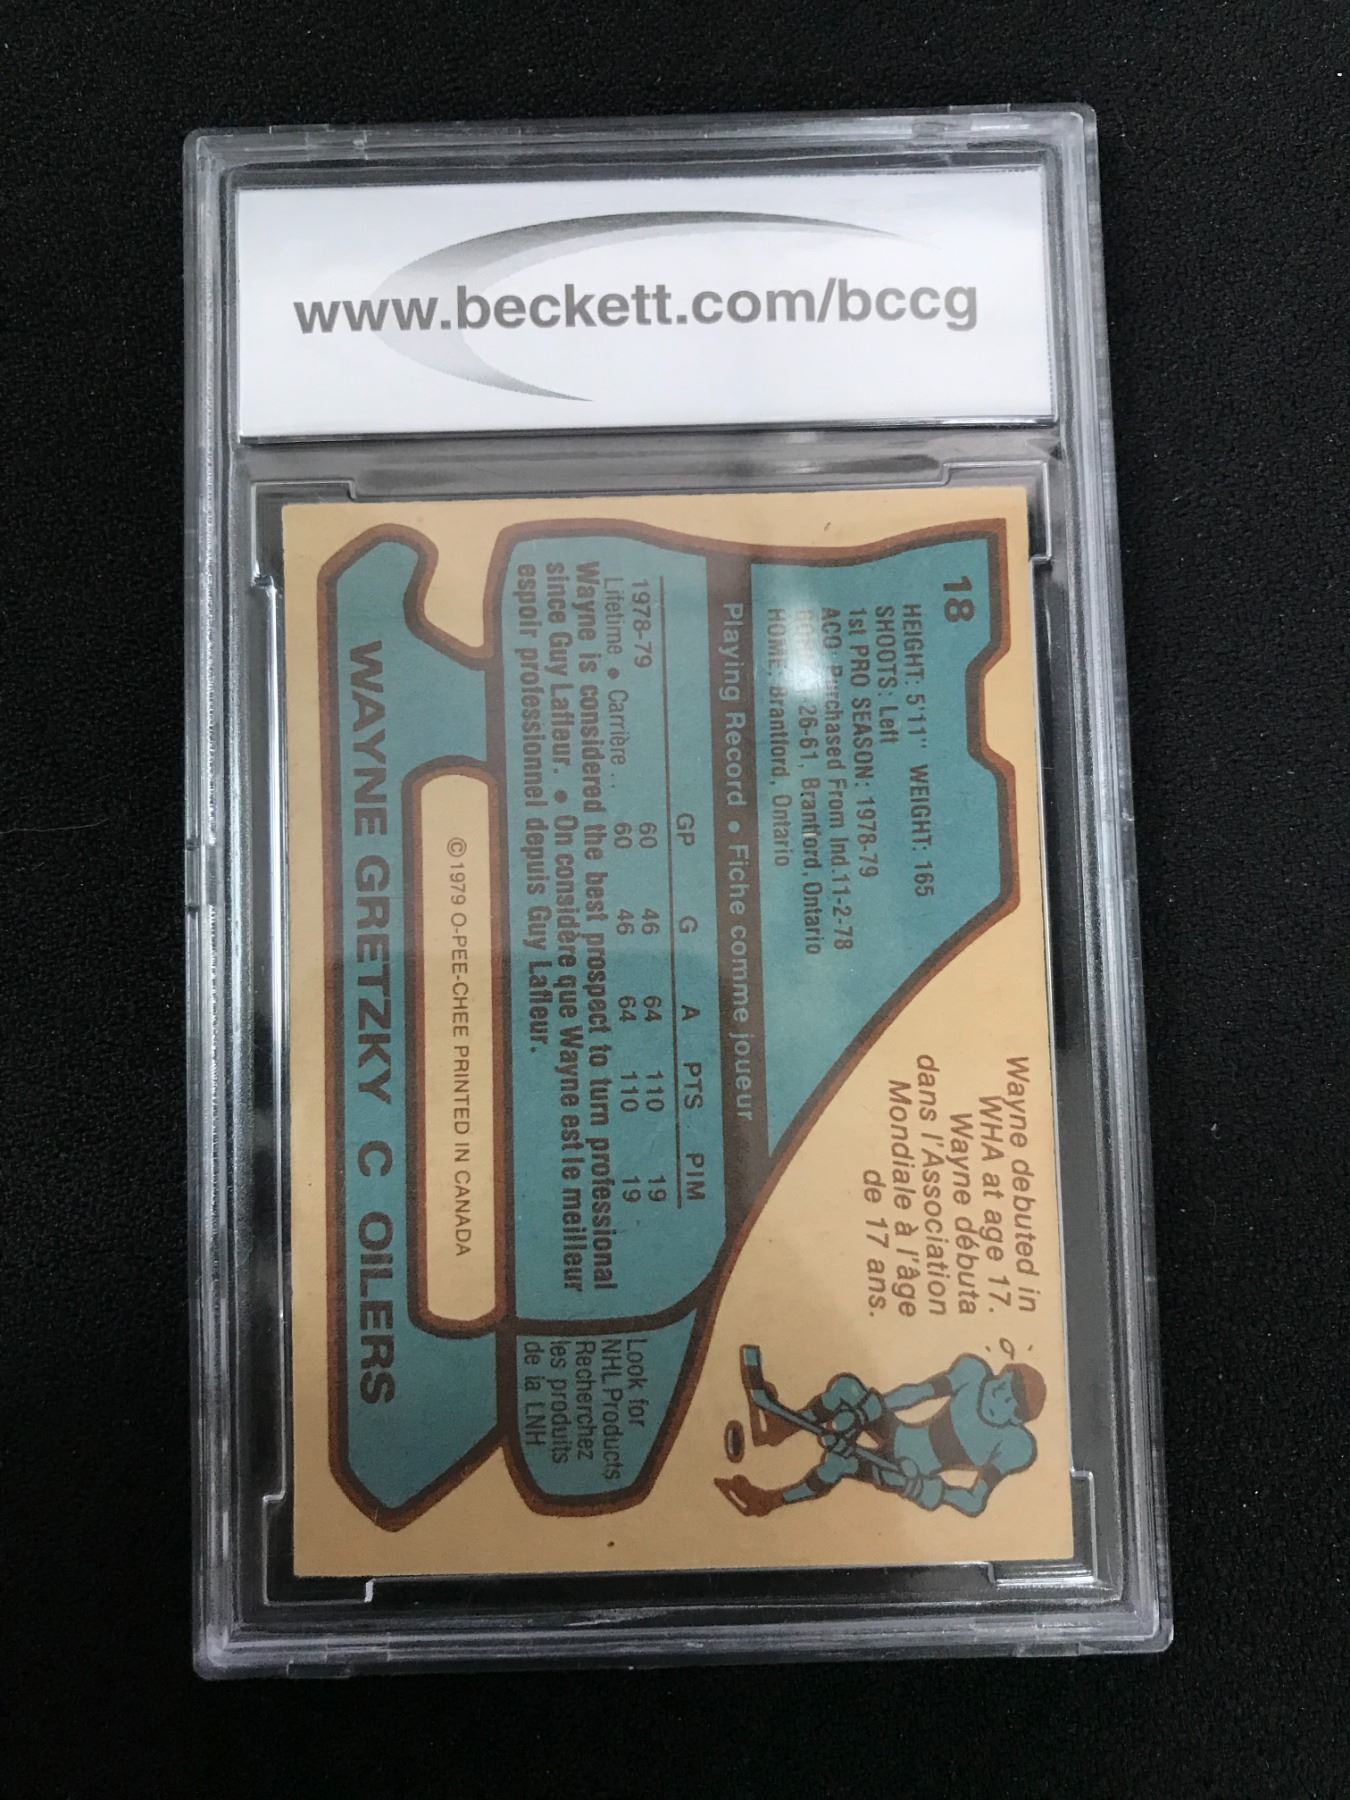 www.beckett.com/bccg
18
HEIGHT: 5'11" WEIGHT: 165
SHOOTS: Left
1st PRO SEASON: 1978-79
ACQ: Purchased From Ind. 11-2-78
-26-61, Brantford, Ontario
HOME: Brantford, Ontario
Wayne debuted in
WHA at age 17.
Wayne débuta
dans l'Association
Mondiale à l'âge
de 17 ans.
Playing Record • Fiche comme joueur
GP G A PTS PIM
1978-79 60 46 64 110 19
Lifetime • Carrière ... 60 46 64 110 19
Wayne is considered the best prospect to turn professional
since Guy Lafleur. • On considère que Wayne est le meilleur
espoir professionnel depuis Guy Lafleur.
Look for
NHL Products
Recherchez
les produits
de la LNH
©1979 O-PEE-CHEE PRINTED IN CANADA
WAYNE GRETZKY C OILERS